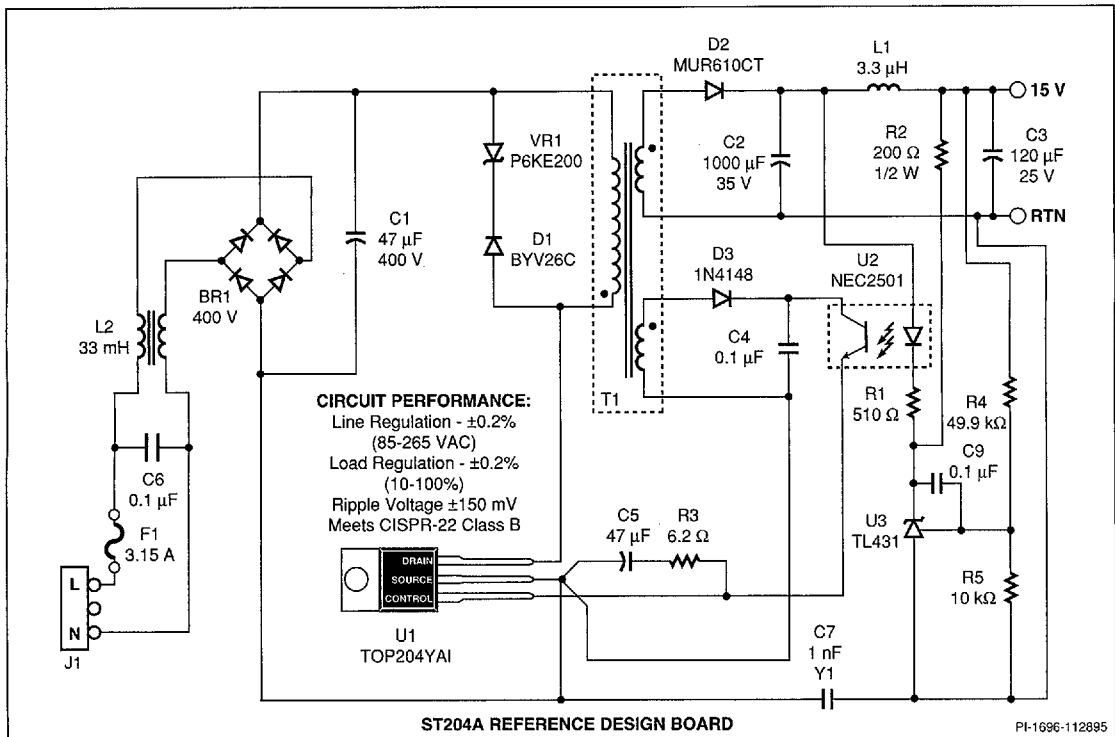 D2
MUR610CT
L1
3.3 µH
15 V
VR1
P6KE200
C2
1000 µF
35 V
R2
200 Ω
1/2 W
C3
120 µF
25 V
RTN
C1
47 µF
400 V
D1
BYV26C
D3
1N4148
U2
NEC2501
BR1
400 V
L2
33 mH
C4
0.1 µF
T1
R1
510 Ω
R4
49.9 kΩ
CIRCUIT PERFORMANCE:
Line Regulation - ±0.2%
(85-265 VAC)
Load Regulation - ±0.2%
(10-100%)
Ripple Voltage ±150 mV
Meets CISPR-22 Class B
C9
0.1 µF
C6
0.1 µF
F1
3.15 A
C5
47 µF
R3
6.2 Ω
U3
TL431
DRAIN
SOURCE
CONTROL
R5
10 kΩ
L
N
J1
U1
TOP204YAI
C7
1 nF
Y1
ST204A REFERENCE DESIGN BOARD
PI-1696-112895